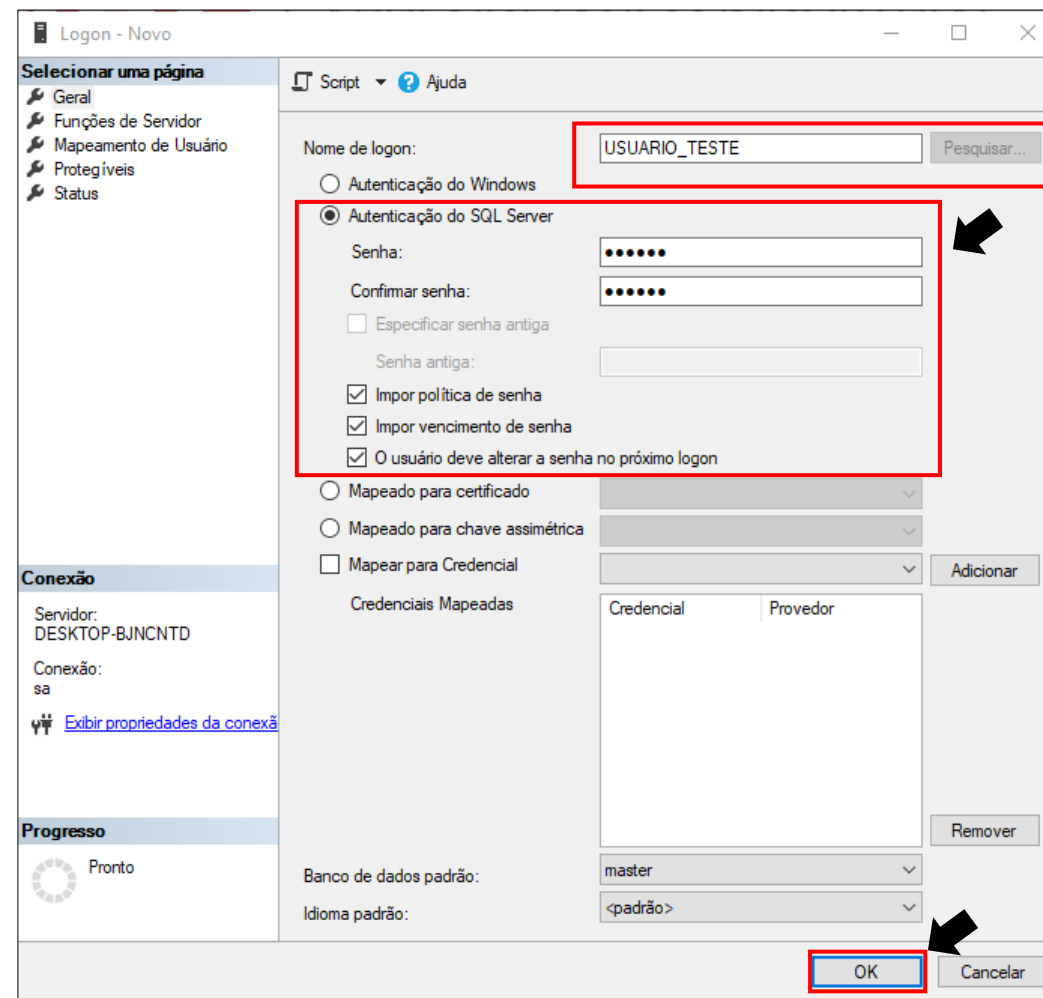 Logon - Novo
Selecionar uma página
Geral
Funções de Servidor
Mapeamento de Usuário
Protegíveis
Status
Script
Ajuda
Nome de logon:
USUARIO_TESTE
Pesquisar...
Autenticação do Windows
Autenticação do SQL Server
Senha:
••••••
Confirmar senha:
••••••
Especificar senha antiga
Senha antiga:
Impor política de senha
Impor vencimento de senha
O usuário deve alterar a senha no próximo logon
Mapeado para certificado
Mapeado para chave assimétrica
Mapear para Credencial
Adicionar
Credenciais Mapeadas
Credencial Provedor
Remover
Banco de dados padrão:
master
Idioma padrão:
<padrão>
Conexão
Servidor:
DESKTOP-BJNCNTD
Conexão:
sa
Exibir propriedades da conexã
Progresso
Pronto
OK
Cancelar